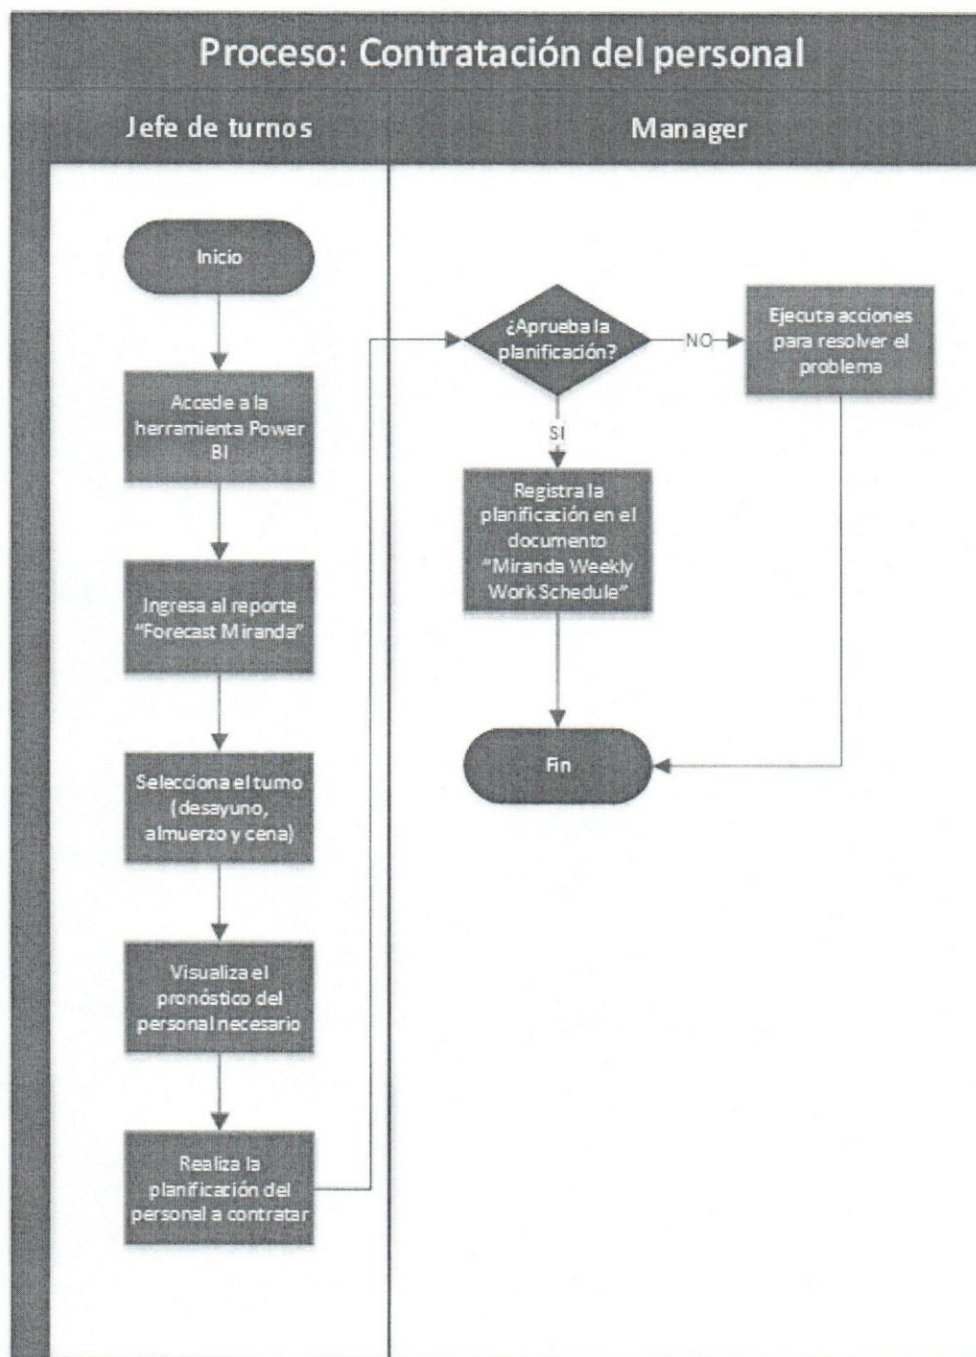 Proceso: Contratación del personal
Jefe de turnos
Manager
Inicio
Accede a la
herramienta Power
BI
Ingresa al reporte
"Forecast Miranda"
Selecciona el turno
(desayuno,
almuerzo y cena)
Visualiza el
pronóstico del
personal necesario
Realiza la
planificación del
personal a contratar
¿Aprueba la
planificación?
NO
Ejecuta acciones
para resolver el
problema
SI
Registra la
planificación en el
documento
"Miranda Weekly
Work Schedule"
Fin